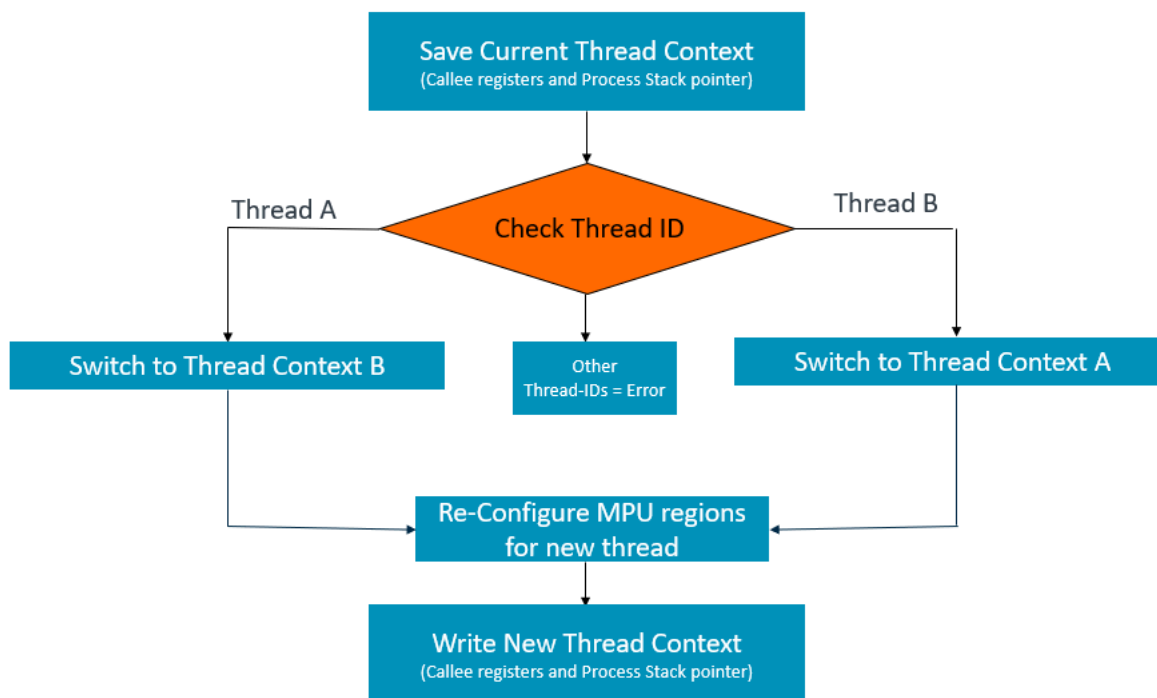 Save Current Thread Context
(Callee registers and Process Stack pointer)
Thread A
Thread B
Check Thread ID
Switch to Thread Context B
Other
Thread-IDs = Error
Switch to Thread Context A
Re-Configure MPU regions
for new thread
Write New Thread Context
(Callee registers and Process Stack pointer)